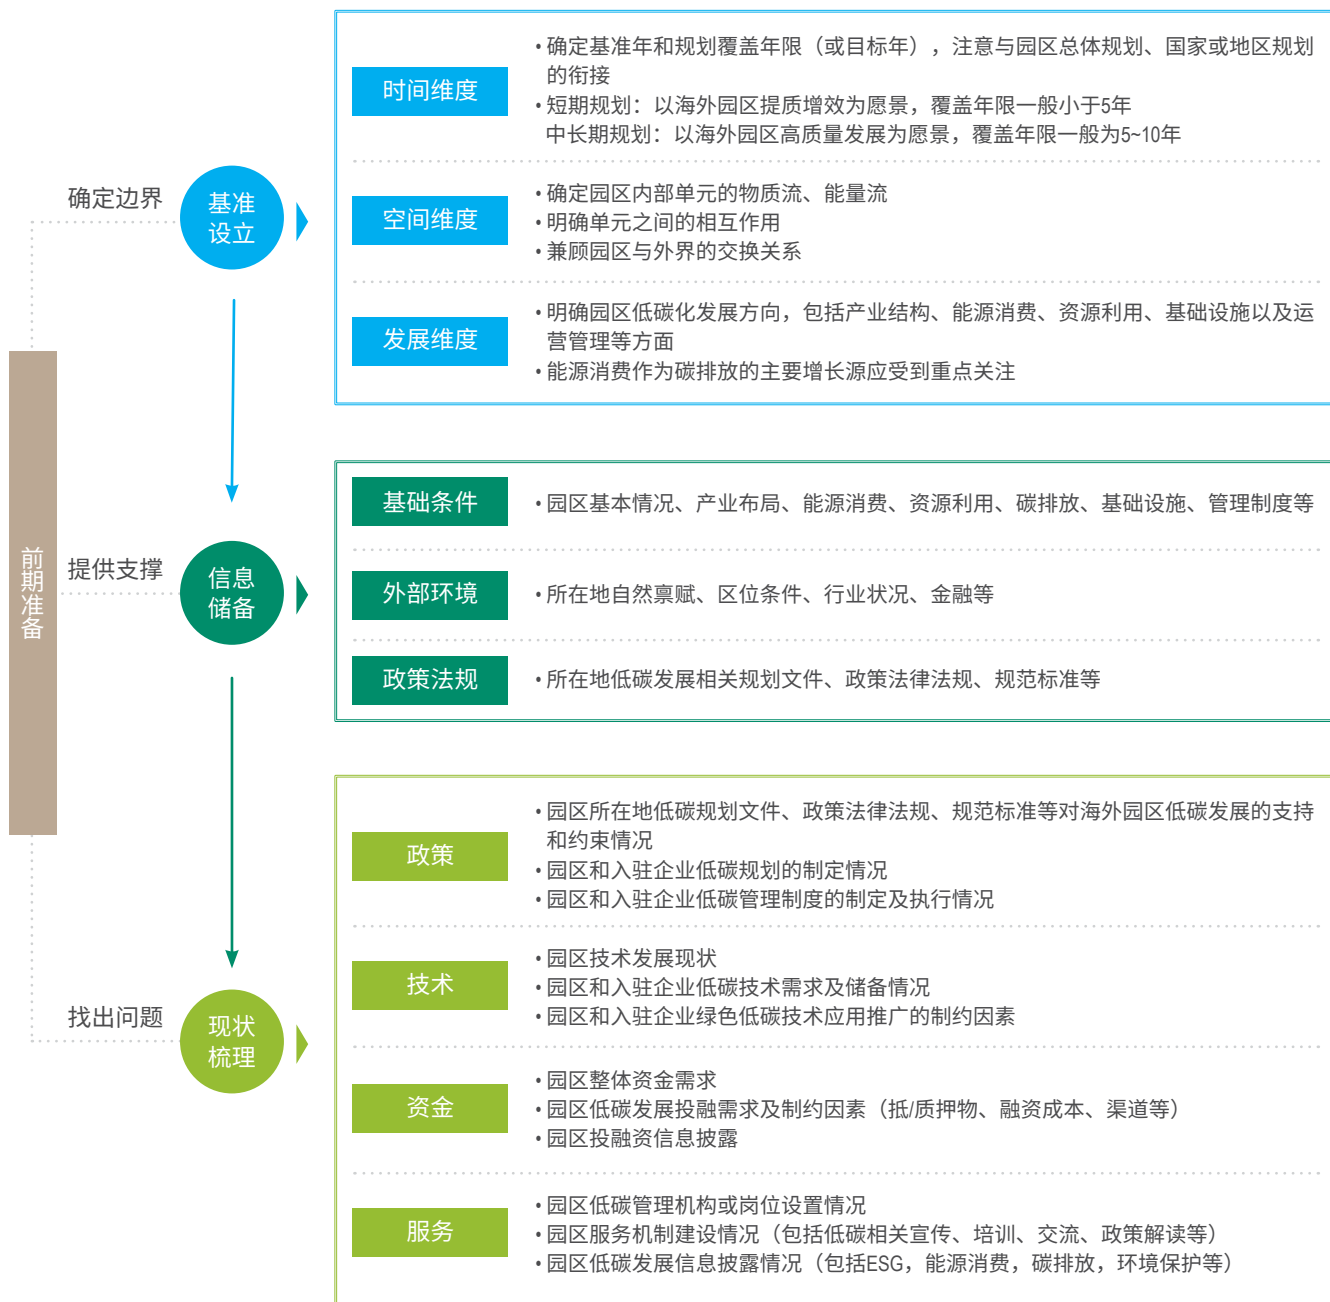 前期准备
确定边界
基准
设立
时间维度
• 确定基准年和规划覆盖年限（或目标年），注意与园区总体规划、国家或地区规划
的衔接
• 短期规划：以海外园区提质增效为愿景，覆盖年限一般小于5年
中长期规划：以海外园区高质量发展为愿景，覆盖年限一般为5~10年
空间维度
• 确定园区内部单元的物质流、能量流
• 明确单元之间的相互作用
• 兼顾园区与外界的交换关系
发展维度
• 明确园区低碳化发展方向，包括产业结构、能源消费、资源利用、基础设施以及运
营管理等方面
• 能源消费作为碳排放的主要增长源应受到重点关注
提供支撑
信息
储备
基础条件
• 园区基本情况、产业布局、能源消费、资源利用、碳排放、基础设施、管理制度等
外部环境
• 所在地自然禀赋、区位条件、行业状况、金融等
政策法规
• 所在地低碳发展相关规划文件、政策法律法规、规范标准等
找出问题
现状
梳理
政策
• 园区所在地低碳规划文件、政策法律法规、规范标准等对海外园区低碳发展的支持
和约束情况
• 园区和入驻企业低碳规划的制定情况
• 园区和入驻企业低碳管理制度的制定及执行情况
技术
• 园区技术发展现状
• 园区和入驻企业低碳技术需求及储备情况
• 园区和入驻企业绿色低碳技术应用推广的制约因素
资金
• 园区整体资金需求
• 园区低碳发展投融需求及制约因素（抵/质押物、融资成本、渠道等）
• 园区投融资信息披露
服务
• 园区低碳管理机构或岗位设置情况
• 园区服务机制建设情况（包括低碳相关宣传、培训、交流、政策解读等）
• 园区低碳发展信息披露情况（包括ESG，能源消费，碳排放，环境保护等）